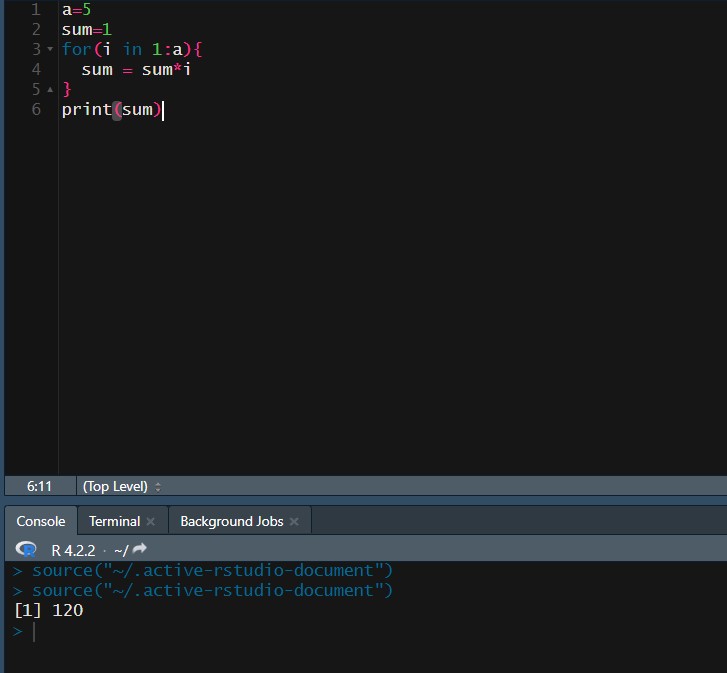 1 a=5
2 sum=1
3 for(i in 1:a){
4   sum = sum*i
5 }
6 print(sum)
6:11 (Top Level)
Console Terminal Background Jobs
R R 4.2.2 · ~/
> source("~/.active-rstudio-document")
> source("~/.active-rstudio-document")
[1] 120
>